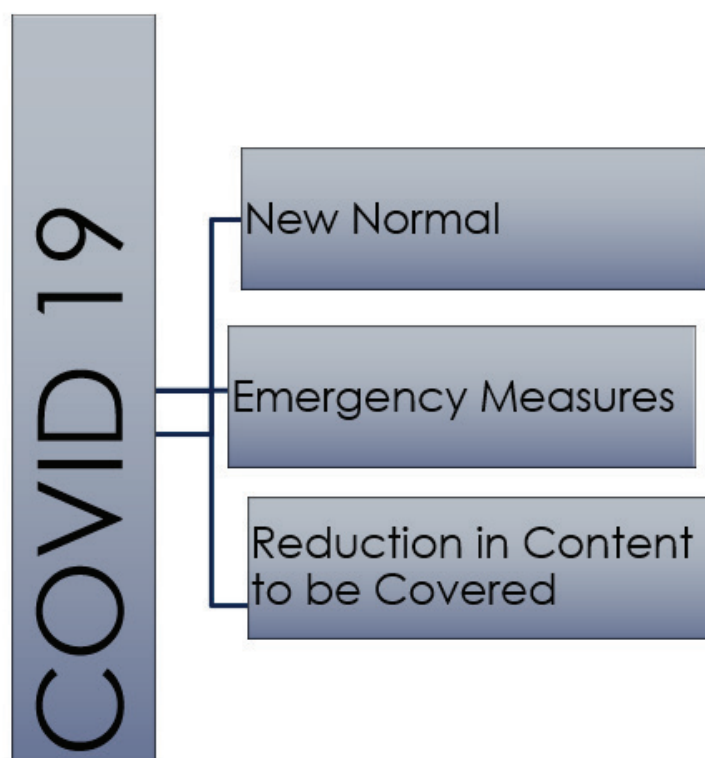 COVID 19
New Normal
Emergency Measures
Reduction in Content
to be Covered